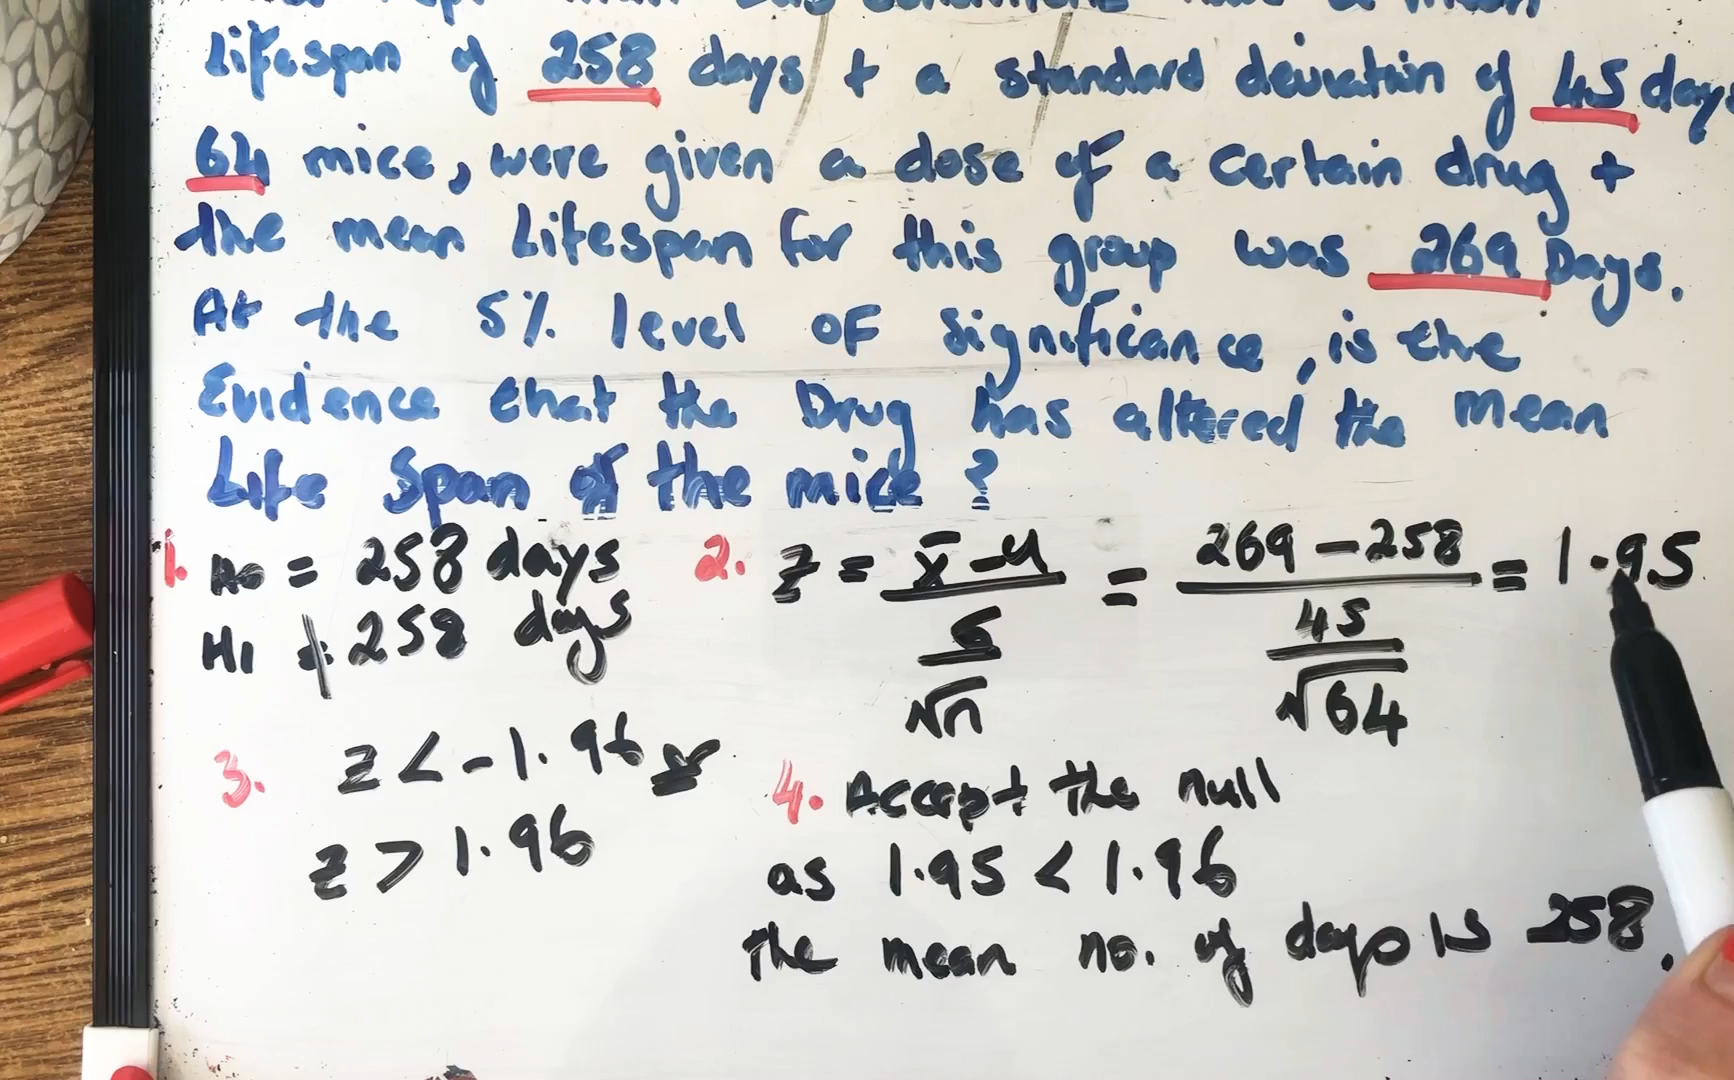 Lifespan of 258 days + a standard deviation of 45 days
64 mice, were given a dose of a certain drug +
the mean Lifespan for this group was 269 Days.
At the 5% level of significance, is the
Evidence that the Drug has altered the mean
Life Span of the mice?
1. H0 = 258 days
H1 ≠ 258 days
2. z = x̄ - μ / σ / √n = 269 - 258 / 45 / √64 = 1.95
3. z < -1.96 or
z > 1.96
4. Accept the null
as 1.95 < 1.96
the mean no. of days is 258.